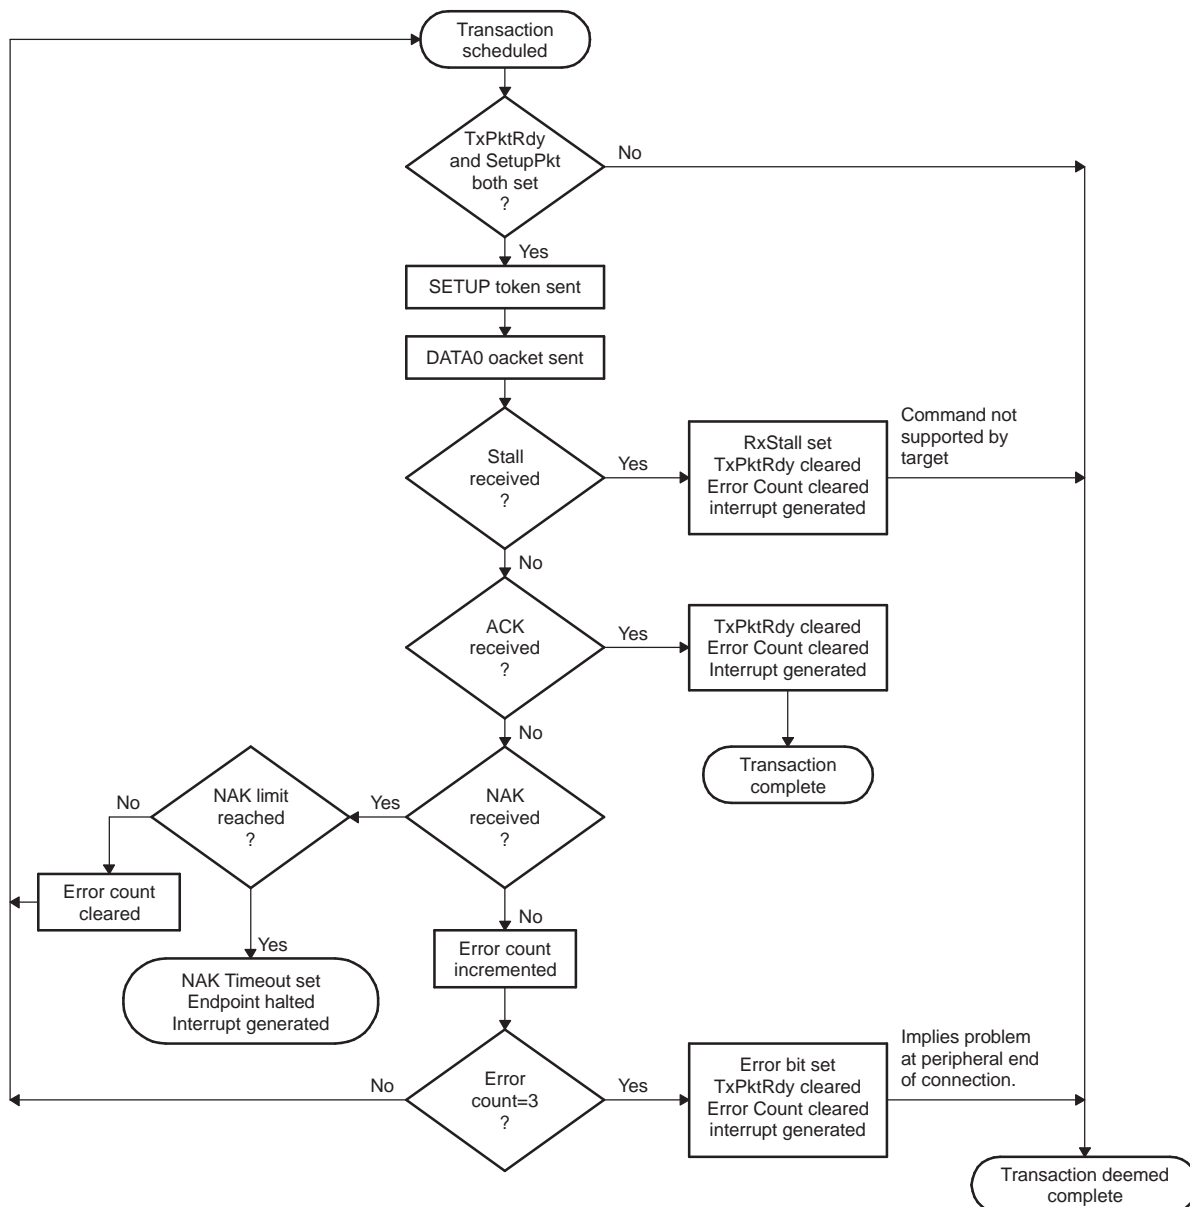 Transaction
scheduled
TxPktRdy
and SetupPkt
both set
?
No
Yes
SETUP token sent
DATA0 oacket sent
Stall
received
?
Yes
RxStall set
TxPktRdy cleared
Error Count cleared
interrupt generated
Command not
supported by
target
No
ACK
received
?
Yes
TxPktRdy cleared
Error Count cleared
Interrupt generated
No
Transaction
complete
NAK
received
?
Yes
NAK limit
reached
?
No
Error count
cleared
Yes
NAK Timeout set
Endpoint halted
Interrupt generated
No
Error count
incremented
Error
count=3
?
No
Yes
Error bit set
TxPktRdy cleared
Error Count cleared
interrupt generated
Implies problem
at peripheral end
of connection.
Transaction deemed
complete